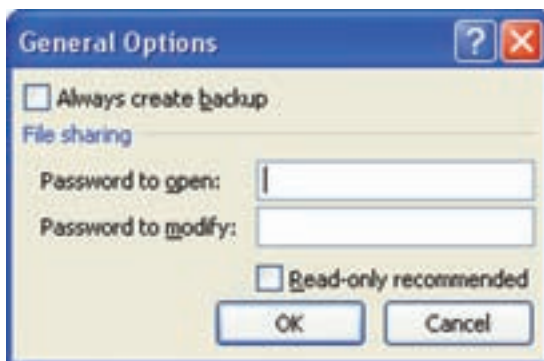 General Options
Always create backup
File sharing
Password to open:
Password to modify:
Read-only recommended
OK Cancel